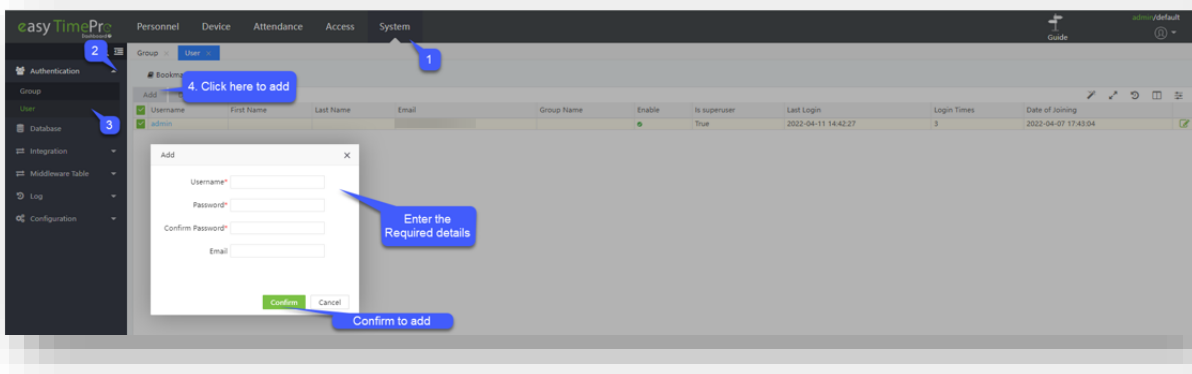 easy TimePro
Dashboard
Personnel Device Attendance Access System
Guide
admin/default
2
1
Group × User ×
Authentication
Bookma
4. Click here to add
Group
Add
User
3
Username First Name Last Name Email Group Name Enable Is superuser Last Login Login Times Date of Joining
admin True 2022-04-11 14:42:27 3 2022-04-07 17:43:04
Database
Integration
Middleware Table
Log
Configuration
Add ×
Username*
Password*
Confirm Password*
Email
Enter the
Required details
Confirm Cancel
Confirm to add